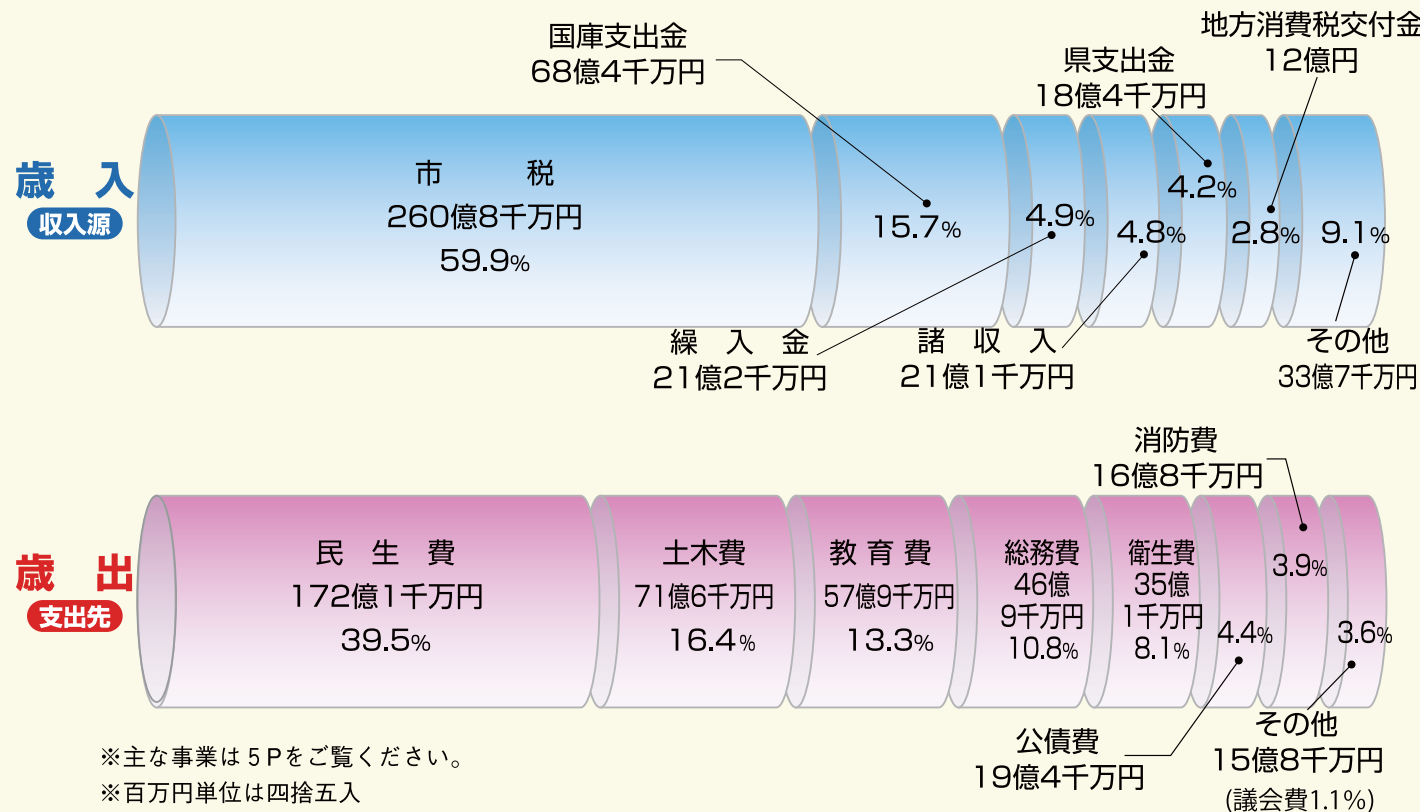 歳入
収入源
市税
260億8千万円
59.9%
国庫支出金
68億4千万円
15.7%
繰入金
21億2千万円
4.9%
諸収入
21億1千万円
4.8%
県支出金
18億4千万円
4.2%
地方消費税交付金
12億円
2.8%
その他
33億7千万円
9.1%
歳出
支出先
民生費
172億1千万円
39.5%
土木費
71億6千万円
16.4%
教育費
57億9千万円
13.3%
総務費
46億
9千万円
10.8%
衛生費
35億
1千万円
8.1%
公債費
19億4千万円
4.4%
消防費
16億8千万円
3.9%
その他
15億8千万円
(議会費1.1%)
3.6%
※主な事業は5Pをご覧ください。
※百万円単位は四捨五入